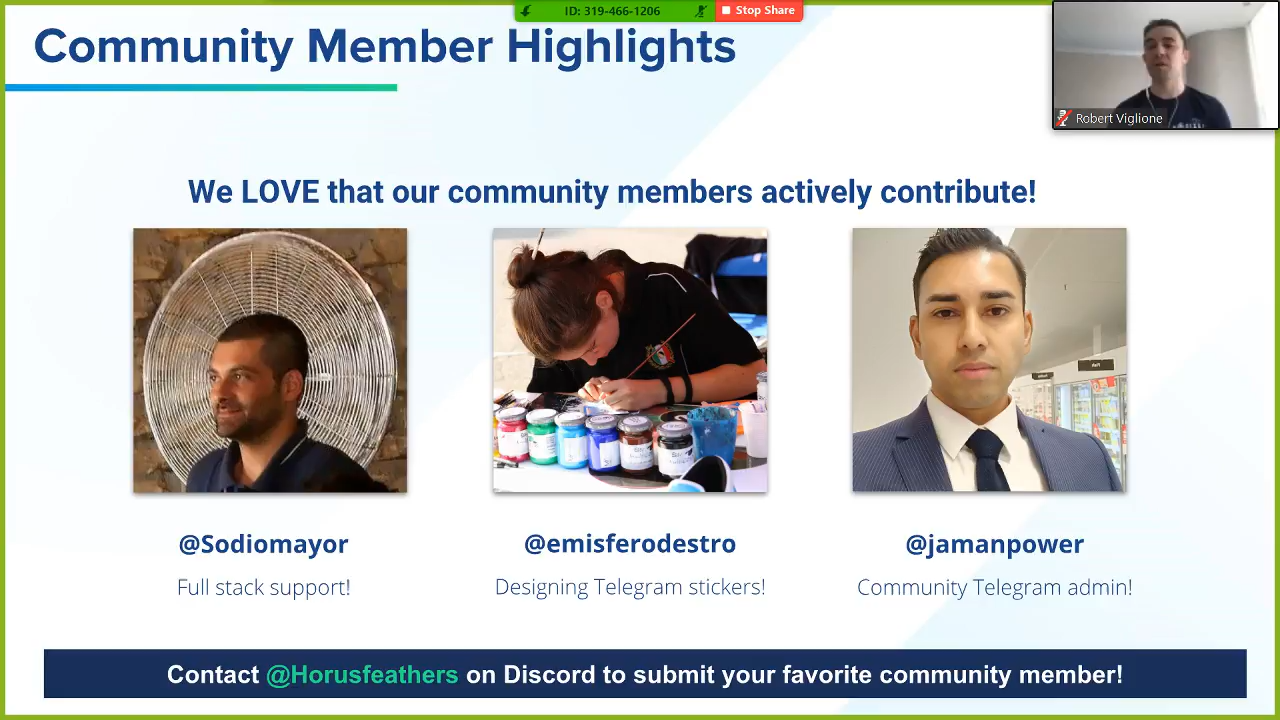 ID: 319-466-1206
Stop Share
Community Member Highlights
Robert Viglione
We LOVE that our community members actively contribute!
@Sodiomayor
@emisferodestro
@jamanpower
Full stack support!
Designing Telegram stickers!
Community Telegram admin!
Contact @Horusfeathers on Discord to submit your favorite community member!